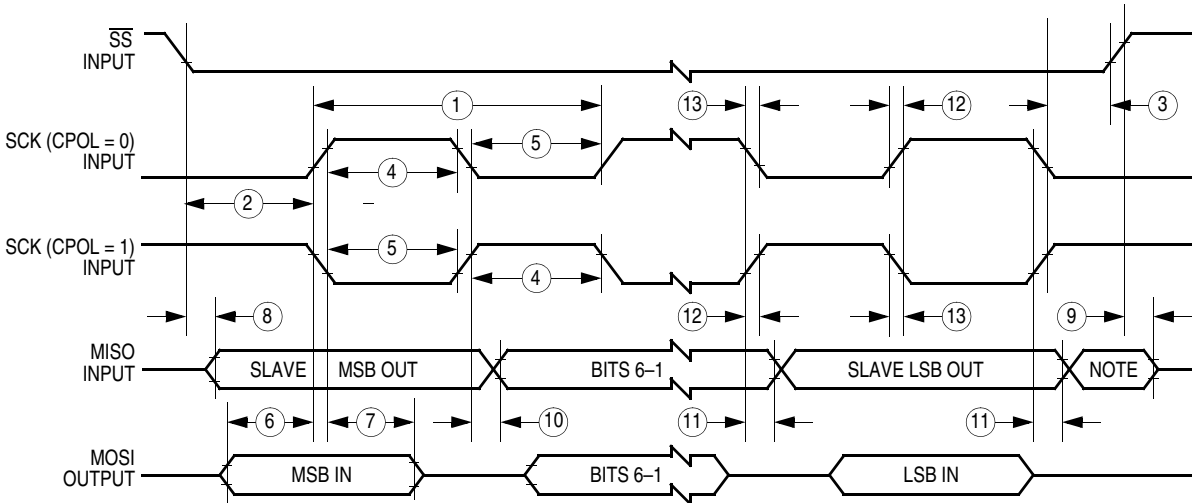 SS
INPUT
1
13
12
3
SCK (CPOL = 0)
INPUT
5
4
2
SCK (CPOL = 1)
INPUT
5
4
8
12
13
9
MISO
INPUT
SLAVE MSB OUT
BITS 6–1
SLAVE LSB OUT
NOTE
6
7
10
11
11
MOSI
OUTPUT
MSB IN
BITS 6–1
LSB IN